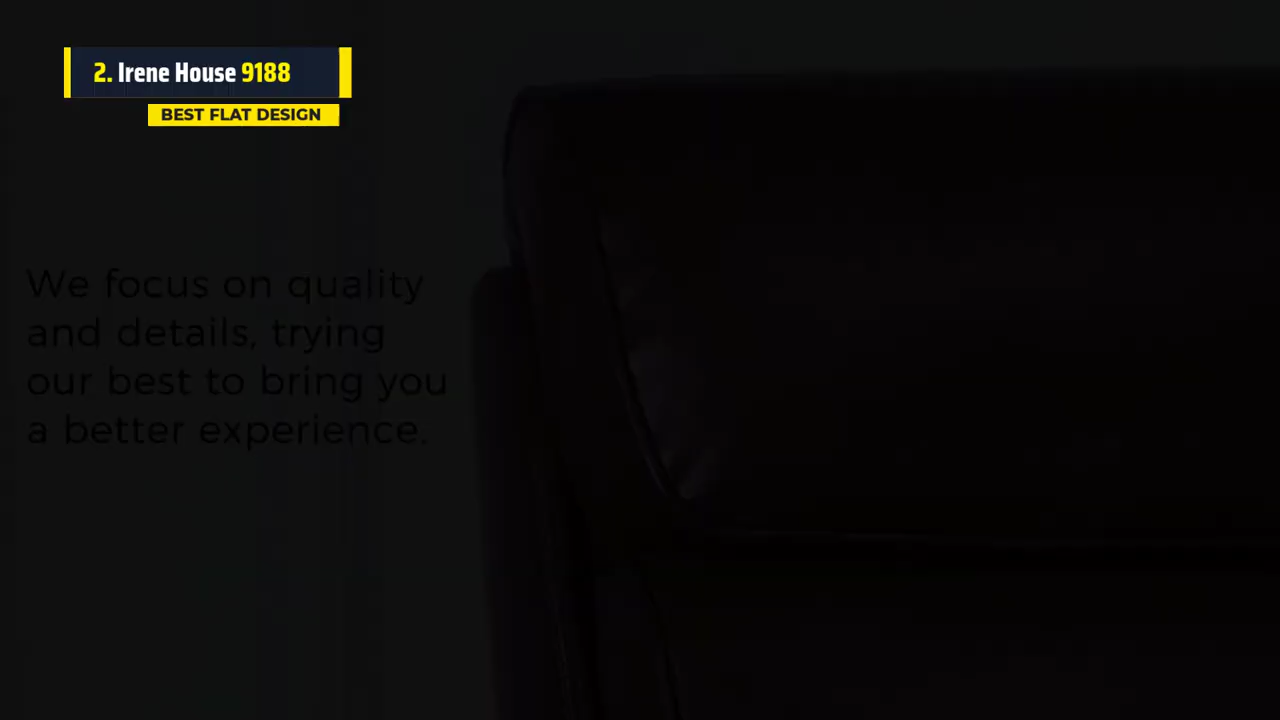 2. Irene House 9188
BEST FLAT DESIGN
We focus on quality
and details, trying
our best to bring you
a better experience.